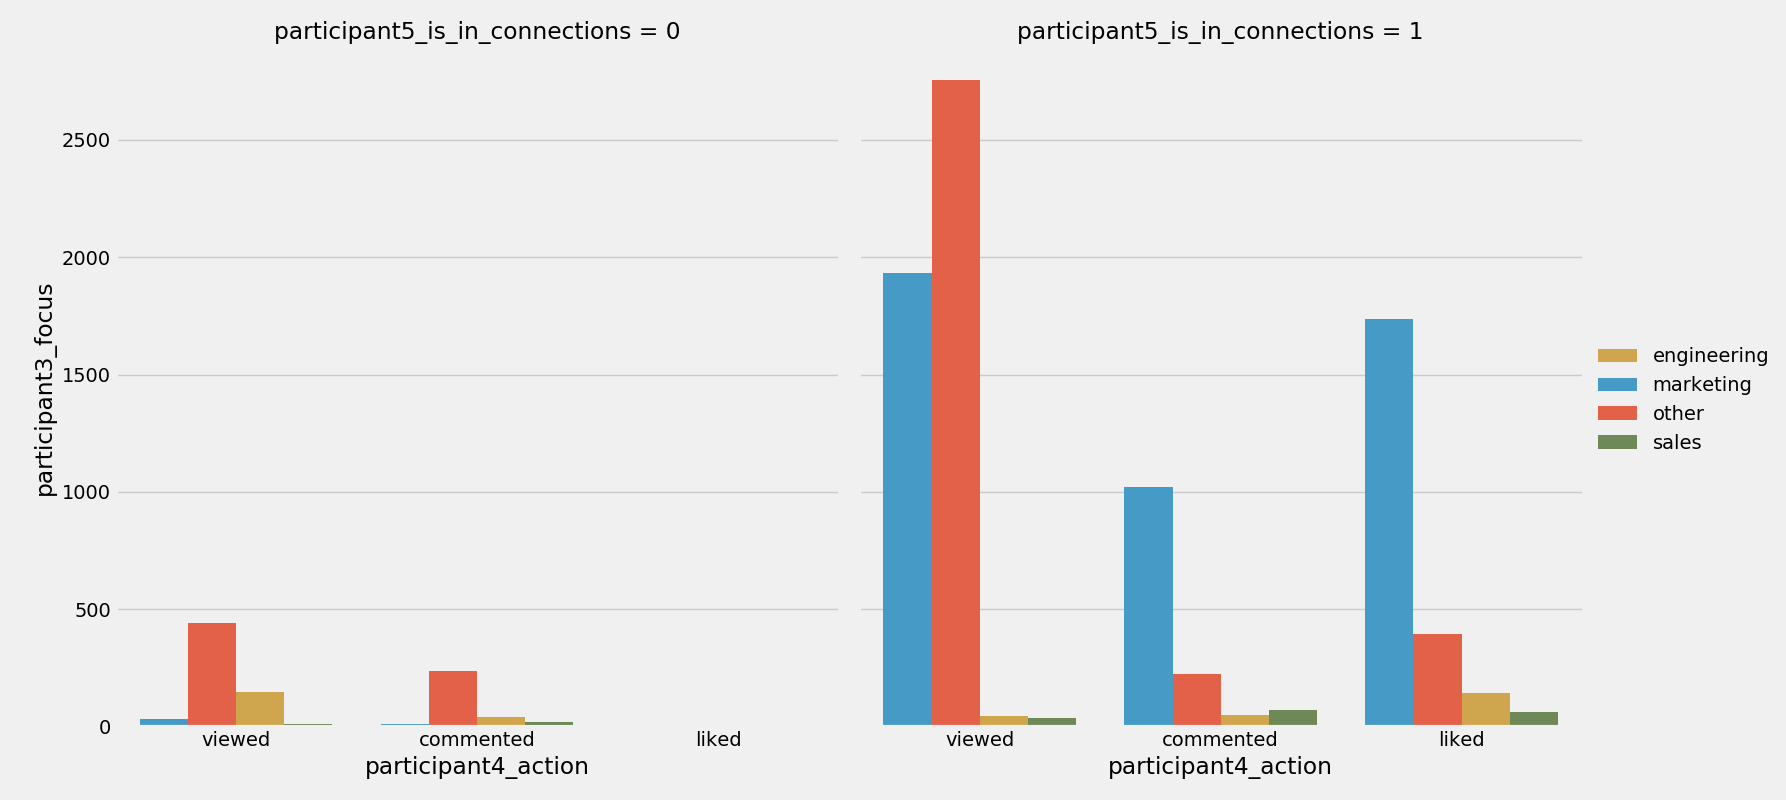 participant5_is_in_connections = 0
participant5_is_in_connections = 1
participant3_focus
2500
2000
1500
1000
500
0
viewed
commented
liked
participant4_action
viewed
commented
liked
participant4_action
engineering
marketing
other
sales